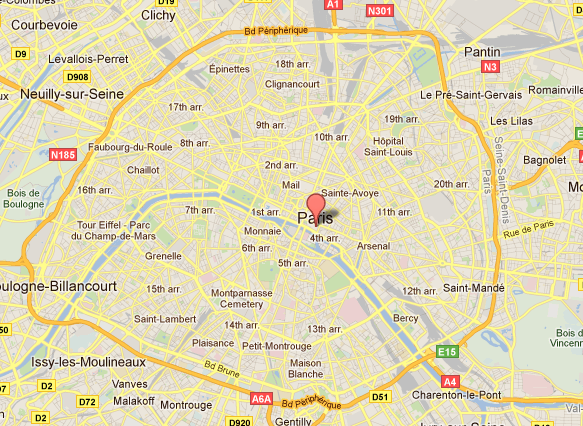 D19
A1
N301
Courbevoie
Clichy
D9
Bd Périphérique
Pantin
Levallois-Perret
18th arr.
N3
D908
Épinettes
Clignancourt
Romainville
Neuilly-sur-Seine
Le Pré-Saint-Gervais
17th arr.
9th arr.
19th arr.
Les Lilas
10th arr.
Faubourg-du-Roule
8th arr.
Hôpital
Saint-Louis
N185
Bagnolet
Chaillot
2nd arr.
Seine-Saint-Denis
Paris
Bois de
Boulogne
16th arr.
Mail
Sainte-Avoye
20th arr.
7th arr.
1st arr.
Paris
11th arr.
Tour Eiffel - Parc
du Champ-de-Mars
Monnaie
4th arr.
Rue de Paris
6th arr.
Arsenal
Grenelle
5th arr.
Saint-Mandé
oulogne-Billancourt
Montparnasse
Cemetery
12th arr.
Saint-Lambert
14th arr.
13th arr.
Bercy
Plaisance
Petit-Montrouge
Bois d
Vincenn
E15
Issy-les-Moulineaux
Bd Brune
Maison
Blanche
Vanves
D2
A4
Malakoff
Montrouge
A6A
Bd Périphérique
D51
Charenton-le-Pont
D2
D72
D920
Gentilly